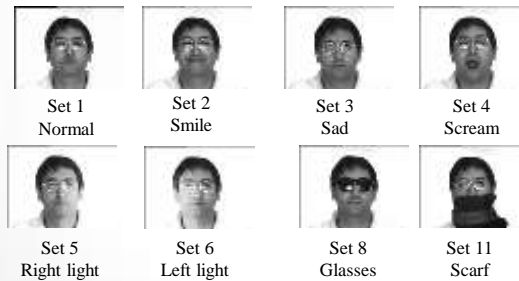 Set 1
Normal
Set 2
Smile
Set 3
Sad
Set 4
Scream
Set 5
Right light
Set 6
Left light
Set 8
Glasses
Set 11
Scarf